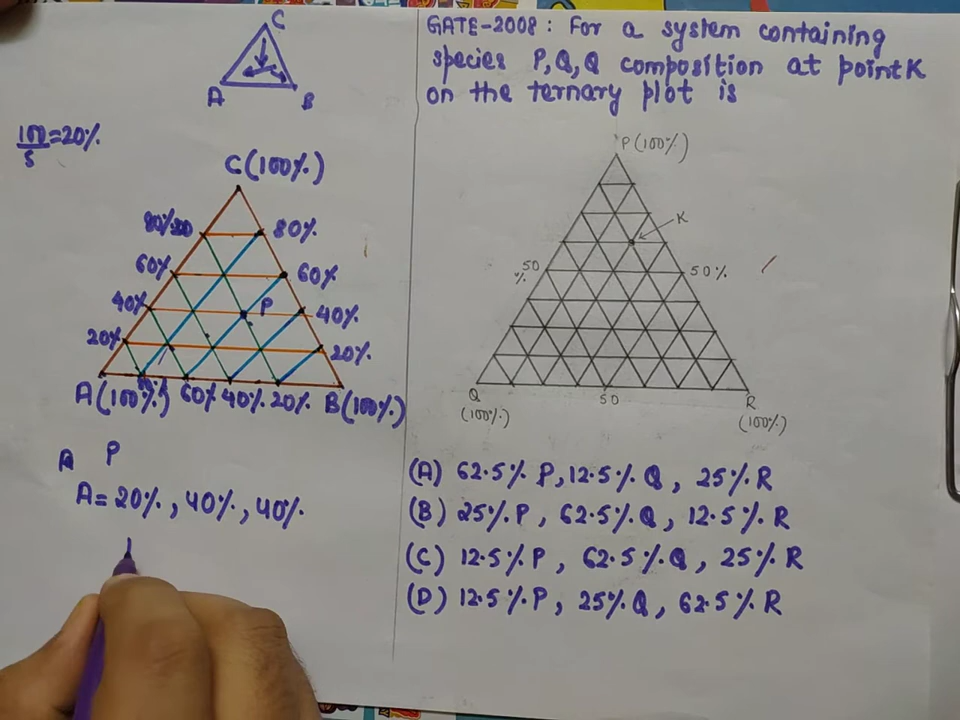 C
A
B
100/5 = 20%
C (100%)
80%
80%
60%
60%
40%
P
40%
20%
20%
A (100%) 60% 40% 20% B (100%)
A P
A = 20%, 40%, 40%
GATE-2008: For a system containing
species P,Q,Q composition at point K
on the ternary plot is
P (100%)
K
50
%
50%
Q
(100%)
50
R
(100%)
(A) 62.5% P, 12.5% Q, 25% R
(B) 25% P, 62.5% Q, 12.5% R
(C) 12.5% P, 62.5% Q, 25% R
(D) 12.5% P, 25% Q, 62.5% R